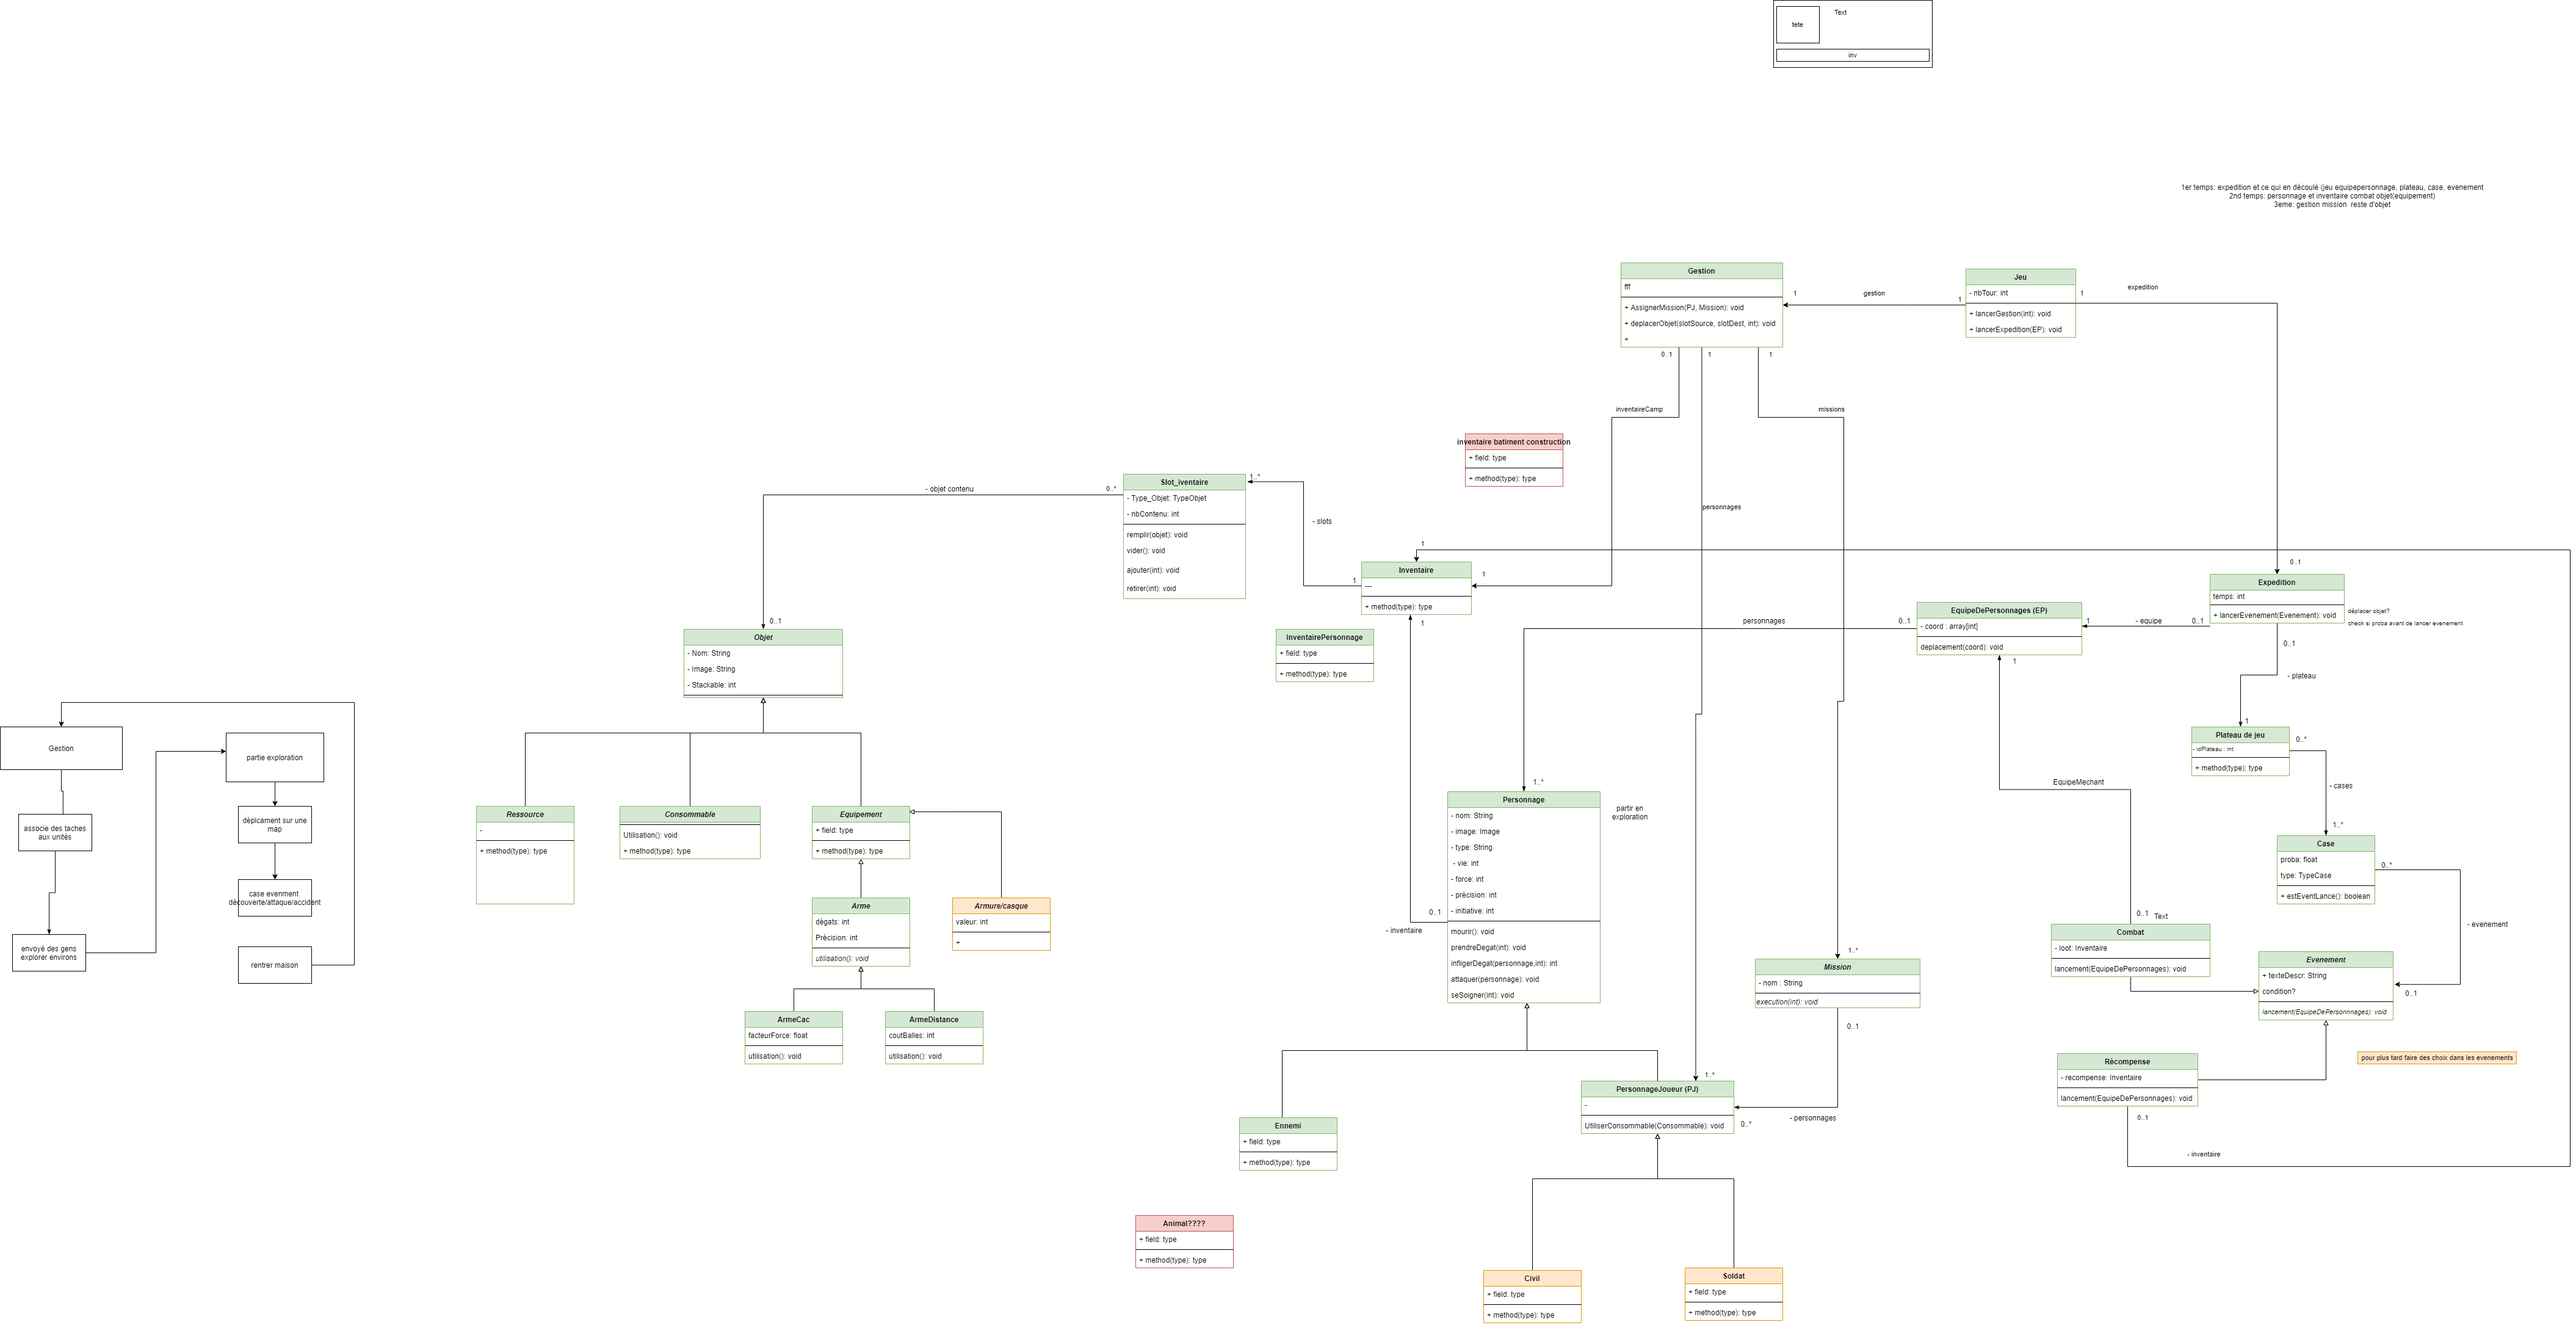 tete
Text
inv
1er temps: expedition et ce qui en découlé (jeu equipepersonnage, plateau, case, evenement
2nd temps: personnage et inventaire combat objet(equipement)
3eme: gestion mission  reste d'objet
Gestion
fff
+ AssignerMission(PJ, Mission): void
+ deplacerObjet(slotSource, slotDest, int): void
+
1
gestion
1
Jeu
- nbTour: int
+ lancerGestion(int): void
+ lancerExpedition(EP): void
1
expedition
0..1
1
1
inventaireCamp
missions
personnages
inventaire batiment construction
+ field: type
+ method(type): type
- objet contenu
0..*
Slot_iventaire
- Type_Objet: TypeObjet
- nbContenu: int
remplir(objet): void
vider(): void
ajouter(int): void
retirer(int): void
1..*
- slots
1
1
Inventaire
---
+ method(type): type
1
1
InventairePersonnage
+ field: type
+ method(type): type
0..1
Expedition
temps: int
+ lancerEvenement(Evenement): void
déplacer objet?
check si proba avant de lancer evenement
personnages
0..1
EquipeDePersonnages (EP)
- coord : array[int]
deplacement(coord): void
1
- equipe
0..1
1
0..1
- plateau
1
0..1
Objet
- Nom: String
- Image: String
- Stackable: int
Plateau de jeu
- idPlateau : int
+ method(type): type
0..*
- cases
1..*
Case
proba: float
type: TypeCase
+ estEventLance(): boolean
0..*
- evenement
0..1
EquipeMechant
0..1
Text
Combat
- loot: Inventaire
lancement(EquipeDePersonnages): void
Evenement
+ texteDescr: String
condition?
lancement(EquipeDePersonnnages): void
Récompense
- recompense: Inventaire
lancement(EquipeDePersonnages): void
0..1
- inventaire
pour plus tard faire des choix dans les evenements
Gestion
associe des taches
aux unités
envoyé des gens
explorer environs
partie exploration
déplcament sur une
map
case evenment
découverte/attaque/accident
rentrer maison
Ressource
-
+ method(type): type
Consommable
Utilisation(): void
+ method(type): type
Equipement
+ field: type
+ method(type): type
Arme
dégats: int
Précision: int
utilisation(): void
Armure/casque
valeur: int
+
ArmeCac
facteurForce: float
utilisation(): void
ArmeDistance
coutBalles: int
utilisation(): void
1..*
Personnage
- nom: String
- image: Image
- type: String
- vie: int
- force: int
- précision: int
- initiative: int
mourir(): void
prendreDegat(int): void
infligerDegat(personnage,int): int
attaquer(personnage): void
seSoigner(int): void
partir en
exploration
0..1
- inventaire
1..*
Mission
- nom : String
execution(int): void
0..1
1..*
PersonnageJoueur (PJ)
-
UtiliserConsommable(Consommable): void
0..*
- personnages
Ennemi
+ field: type
+ method(type): type
Animal????
+ field: type
+ method(type): type
Civil
+ field: type
+ method(type): type
Soldat
+ field: type
+ method(type): type